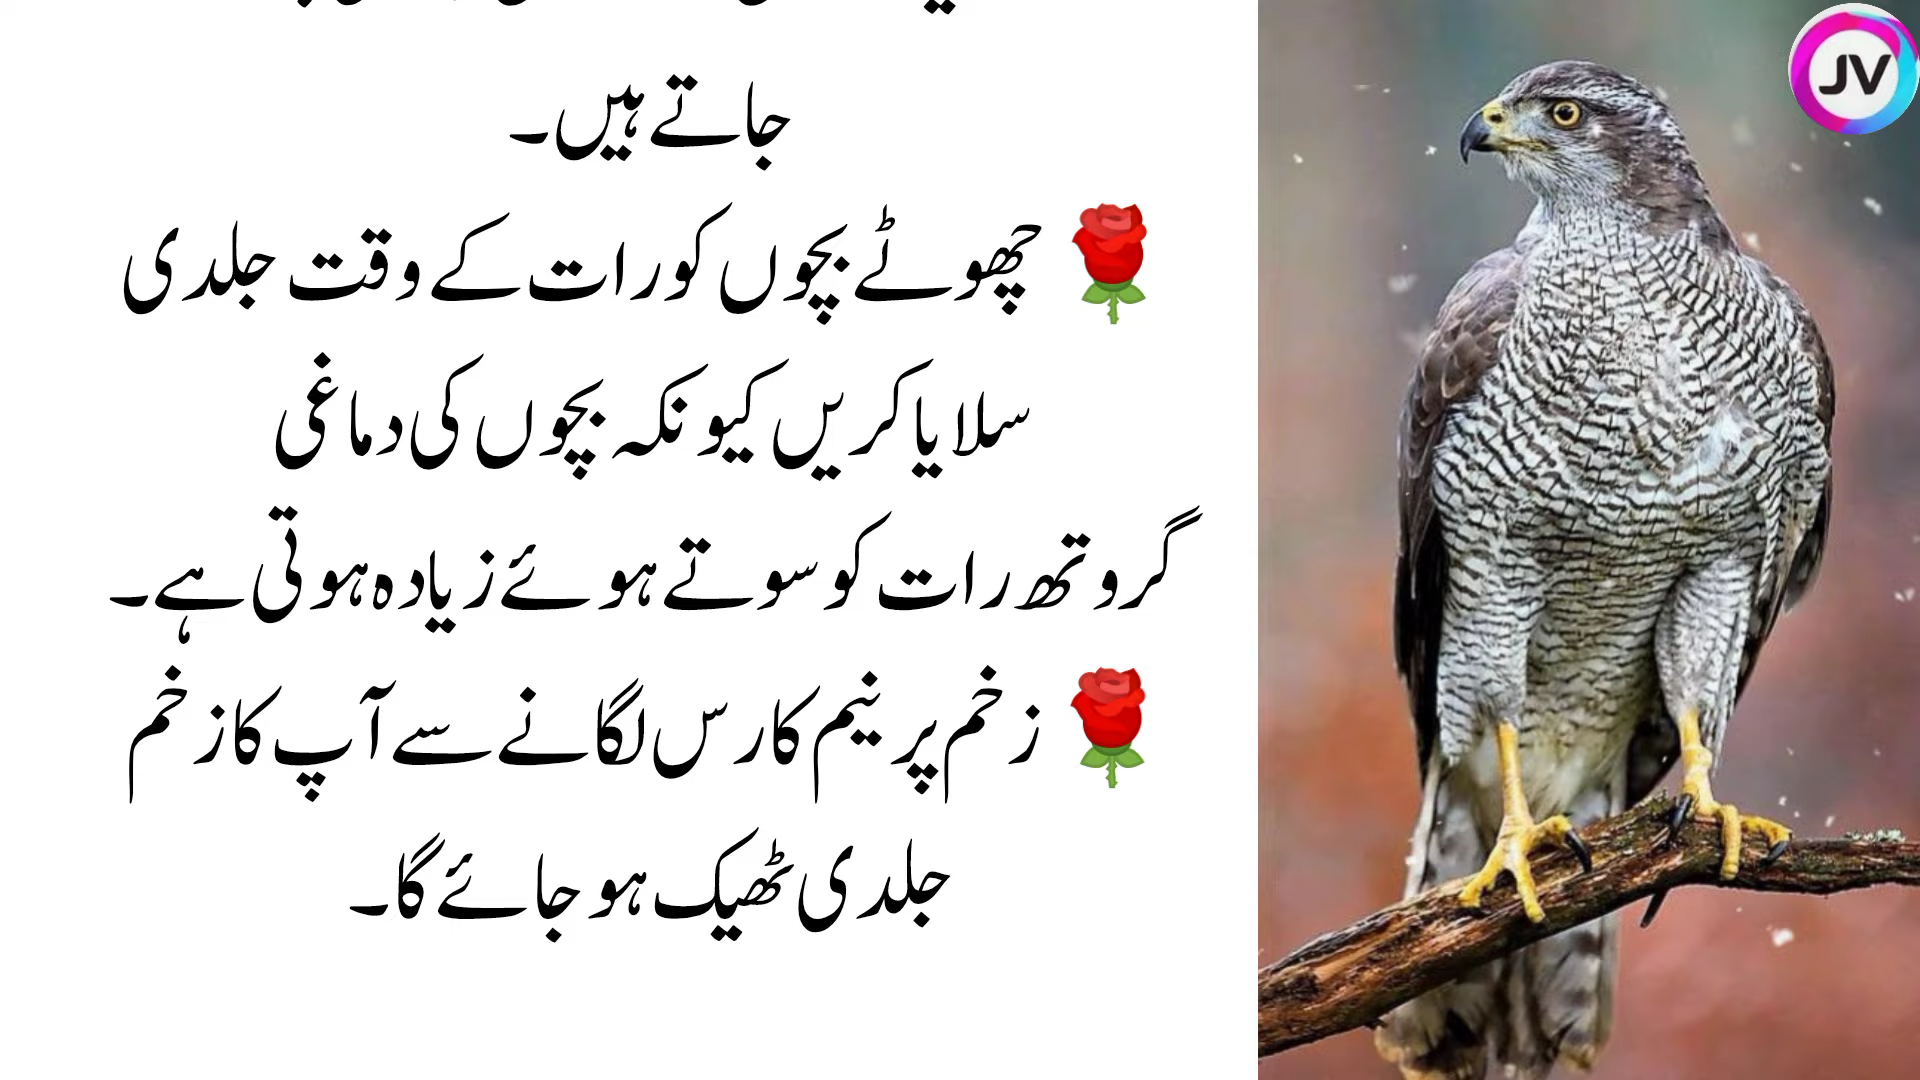 جاتے ہیں۔
🌹 چھوٹے بچوں کو رات کے وقت جلدی
سلایا کریں کیونکہ بچوں کی دماغی
گروتھ رات کو سوتے ہوئے زیادہ ہوتی ہے۔
🌹 زخم پر نیم کا رس لگانے سے آپ کا زخم
جلدی ٹھیک ہو جائے گا۔
JV